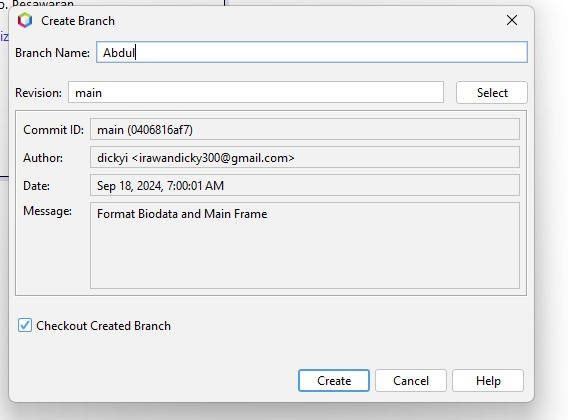 o. Pesawaran
Create Branch
iz
Branch Name: Abdul
Revision: main Select
Commit ID: main (0406816af7)
Author: dickyi <irawandicky300@gmail.com>
Date: Sep 18, 2024, 7:00:01 AM
Message: Format Biodata and Main Frame
Checkout Created Branch
Create Cancel Help